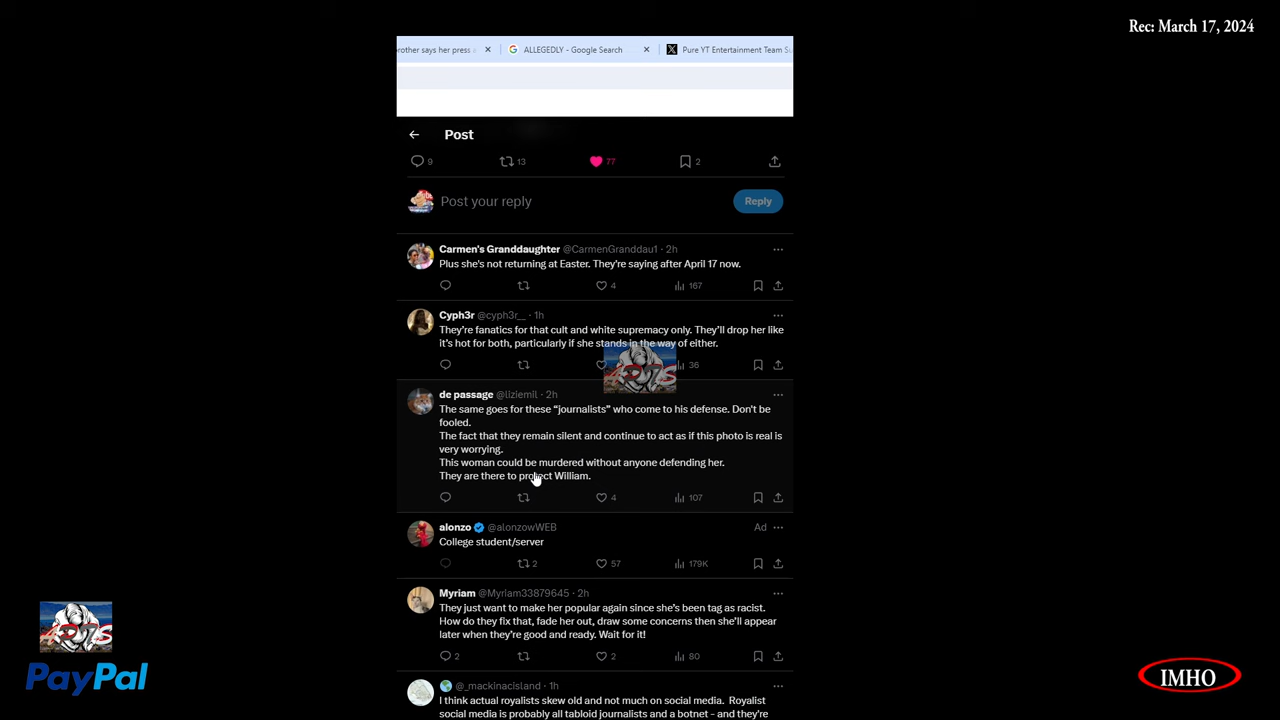 Rec: March 17, 2024
brother says her press
ALLEGEDLY - Google Search
Pure YT Entertainment Team
Post
9
13
77
2
Post your reply
Reply
Carmen's Granddaughter @CarmenGranddau1 · 2h
Plus she's not returning at Easter. They're saying after April 17 now.
4
167
Cyph3r @cyph3r__ · 1h
They're fanatics for that cult and white supremacy only. They'll drop her like
it's hot for both, particularly if she stands in the way of either.
36
de passage @liziemil · 2h
The same goes for these “journalists” who come to his defense. Don't be
fooled.
The fact that they remain silent and continue to act as if this photo is real is
very worrying.
This woman could be murdered without anyone defending her.
They are there to protect William.
4
107
alonzo @alonzowWEB
Ad
College student/server
2
57
179K
Myriam @Myriam33879645 · 2h
They just want to make her popular again since she's been tag as racist.
How do they fix that, fade her out, draw some concerns then she'll appear
later when they're good and ready. Wait for it!
2
2
80
@_mackinacisland · 1h
I think actual royalists skew old and not much on social media. Royalist
social media is probably all tabloid journalists and a botnet - and they're
PayPal
IMHO